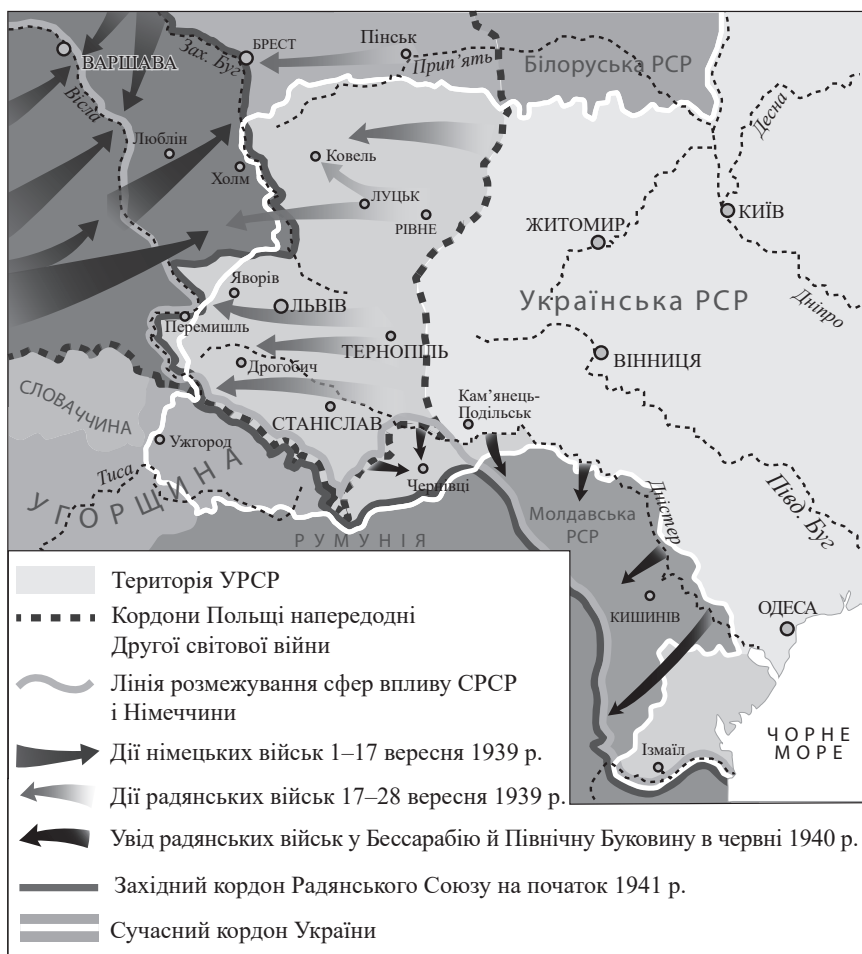 ВАРШАВА
Зах. Буг
БРЕСТ
Пінськ
Прип’ять
Білоруська РСР
Вісла
Десна
Люблін
Холм
Ковель
ЛУЦЬК
РІВНЕ
ЖИТОМИР
КИЇВ
Яворів
ЛЬВІВ
Українська РСР
Дніпро
Перемишль
ТЕРНОПІЛЬ
ВІННИЦЯ
Дрогобич
СЛОВАЧЧИНА
СТАНІСЛАВ
Кам’янець-
Подільськ
Ужгород
Тиса
УГОРЩИНА
Чернівці
Півд. Буг
РУМУНІЯ
Молдавська
РСР
Дністер
КИШИНІВ
ОДЕСА
Ізмаїл
ЧОРНЕ
МОРЕ
Територія УРСР
Кордони Польщі напередодні
Другої світової війни
Лінія розмежування сфер впливу СРСР
і Німеччини
Дії німецьких військ 1–17 вересня 1939 р.
Дії радянських військ 17–28 вересня 1939 р.
Увід радянських військ у Бессарабію й Північну Буковину в червні 1940 р.
Західний кордон Радянського Союзу на початок 1941 р.
Сучасний кордон України